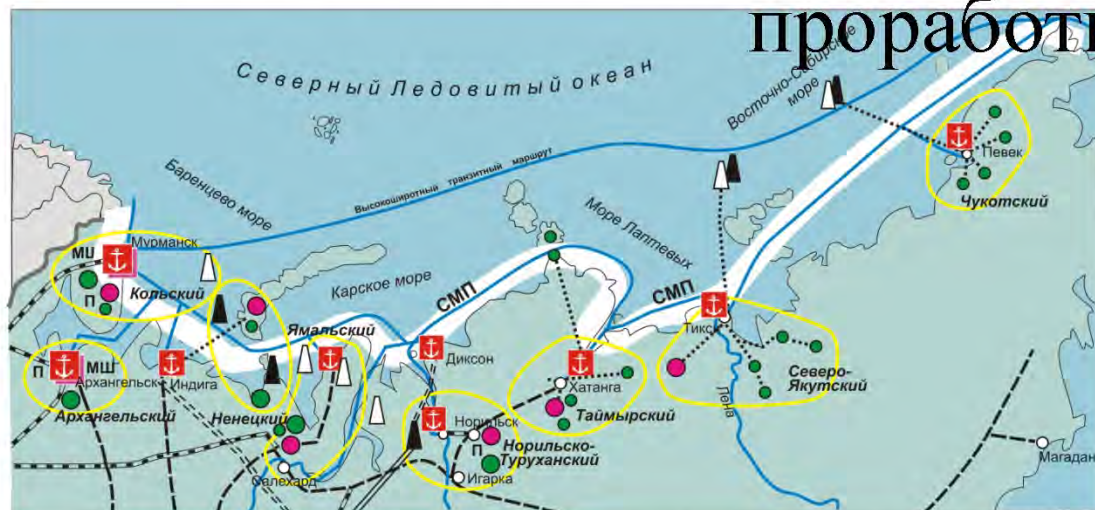 проработк
Северный Ледовитый океан
Восточно-Сибирское
море
Баренцево море
Высокоширотный транзитный маршрут
Певек
Чукотский
Море Лаптевых
Мурманск
МШ
Кольский
П
Карское море
СМП
СМП
Тикси
Ямальский
Диксон
Северо-
Якутский
П
МШ
Архангельск
Индига
Хатанга
Лена
Архангельский
Ненецкий
Таймырский
Норильск
Норильско-
Туруханский
П
Магадан
Салехард
Игарка